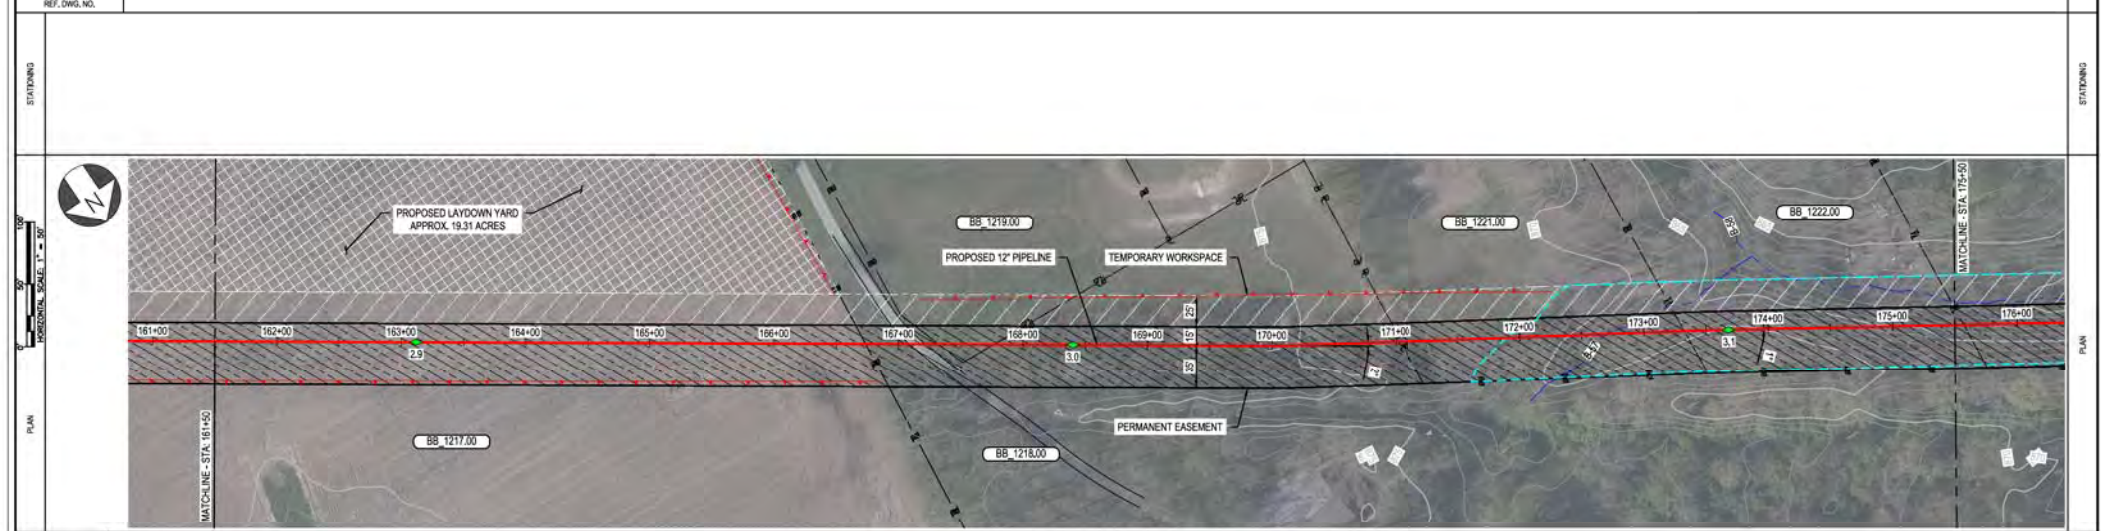 REF. DWG. NO.
STATIONING
STATIONING
N
100'
50'
0'
HORIZONTAL SCALE: 1" = 50'
PLAN
PLAN
MATCHLINE - STA: 161+50
MATCHLINE - STA: 175+50
PROPOSED LAYDOWN YARD
APPROX. 19.31 ACRES
BB_1219.00
BB_1221.00
BB_1222.00
B-58
PROPOSED 12" PIPELINE
TEMPORARY WORKSPACE
25'
15'
35'
161+00
162+00
163+00
164+00
165+00
166+00
167+00
168+00
169+00
170+00
171+00
172+00
173+00
174+00
175+00
176+00
2.9
3.0
3.1
B-57
PERMANENT EASEMENT
BB_1217.00
BB_1218.00